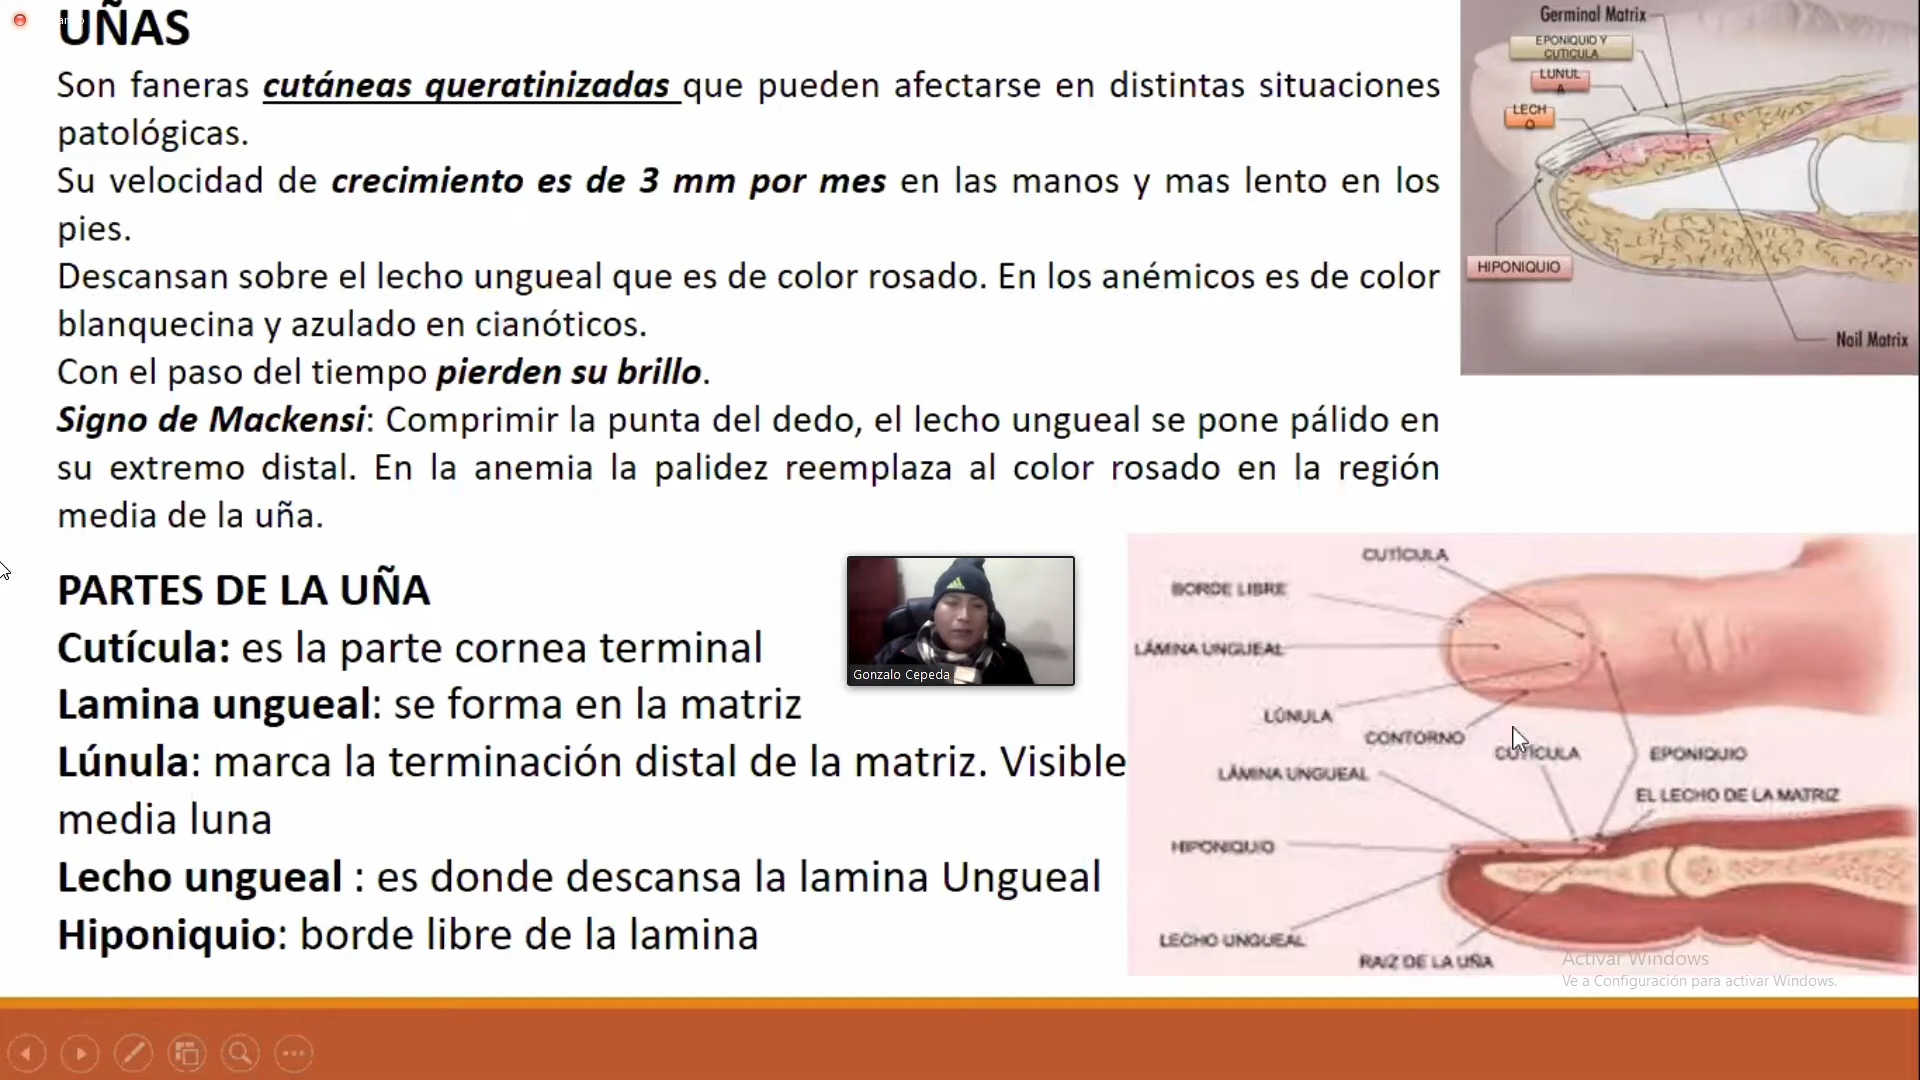 UÑAS
Son faneras cutáneas queratinizadas que pueden afectarse en distintas situaciones
patológicas.
Su velocidad de crecimiento es de 3 mm por mes en las manos y mas lento en los
pies.
Descansan sobre el lecho ungueal que es de color rosado. En los anémicos es de color
blanquecina y azulado en cianóticos.
Con el paso del tiempo pierden su brillo.
Signo de Mackensi: Comprimir la punta del dedo, el lecho ungueal se pone pálido en
su extremo distal. En la anemia la palidez reemplaza al color rosado en la región
media de la uña.
PARTES DE LA UÑA
Cutícula: es la parte cornea terminal
Lamina ungueal: se forma en la matriz
Lúnula: marca la terminación distal de la matriz. Visible
media luna
Lecho ungueal : es donde descansa la lamina Ungueal
Hiponiquio: borde libre de la lamina
Germinal Matrix
EPONIQUIO Y
CUTICULA
LUNUL
A
LECH
O
HIPONIQUIO
Nail Matrix
Gonzalo Cepeda
CUTÍCULA
BORDE LIBRE
LÁMINA UNGUEAL
LÚNULA
CONTORNO
CUTÍCULA
EPONIQUIO
LÁMINA UNGUEAL
EL LECHO DE LA MATRIZ
HIPONIQUIO
LECHO UNGUEAL
RAIZ DE LA UÑA
Activar Windows
Ve a Configuración para activar Windows.